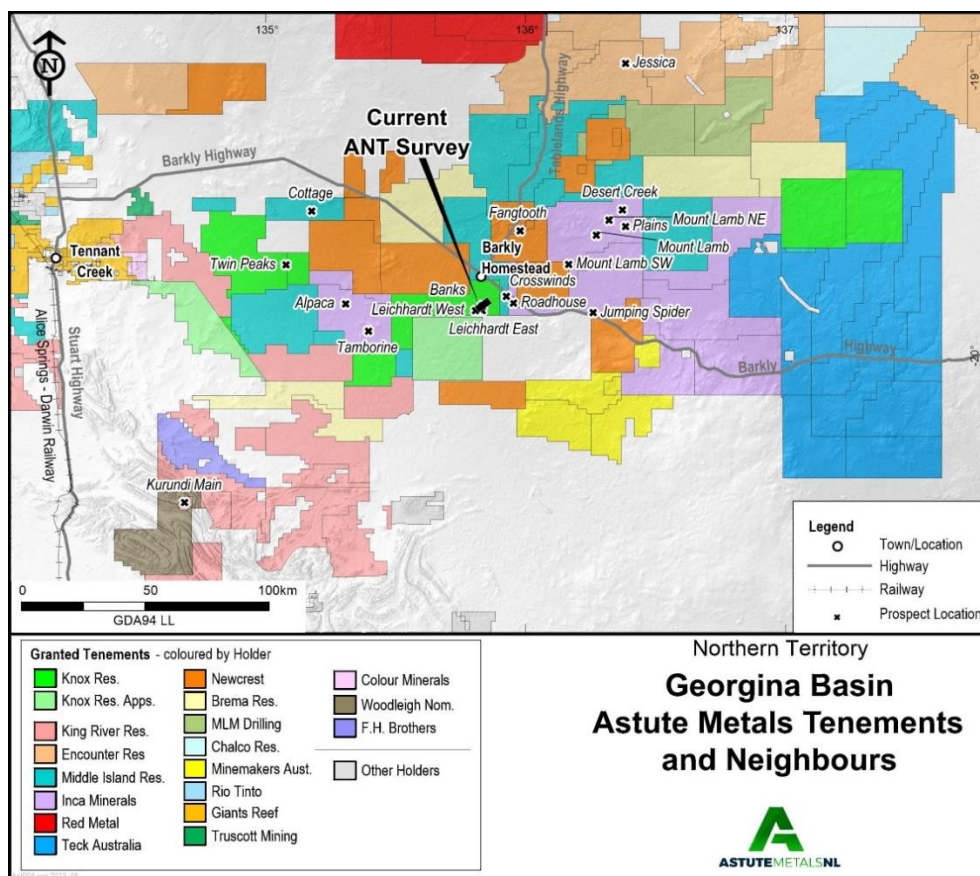 135°
136°
137°
-19°
-20°
N
Jessica
Current
ANT Survey
Tablelands Highway
Barkly Highway
Cottage
Desert Creek
Fangtooth
Mount Lamb NE
Plains
Mount Lamb
Tennant
Creek
Twin Peaks
Barkly
Homestead
Mount Lamb SW
Banks
Crosswinds
Alpaca
Leichhardt West
Roadhouse
Jumping Spider
Leichhardt East
Tamborine
Barkly
Highway
Stuart Highway
Alice Springs - Darwin Railway
Kurundi Main
0 50 100km
GDA94 LL
Legend
Town/Location
Highway
Railway
Prospect Location
Granted Tenements - coloured by Holder
Knox Res.
Knox Res. Apps.
King River Res.
Encounter Res
Middle Island Res.
Inca Minerals
Red Metal
Teck Australia
Newcrest
Brema Res.
MLM Drilling
Chalco Res.
Minemakers Aust.
Rio Tinto
Giants Reef
Truscott Mining
Colour Minerals
Woodleigh Nom.
F.H. Brothers
Other Holders
Northern Territory
Georgina Basin
Astute Metals Tenements
and Neighbours
ASTUTEMETALSNL